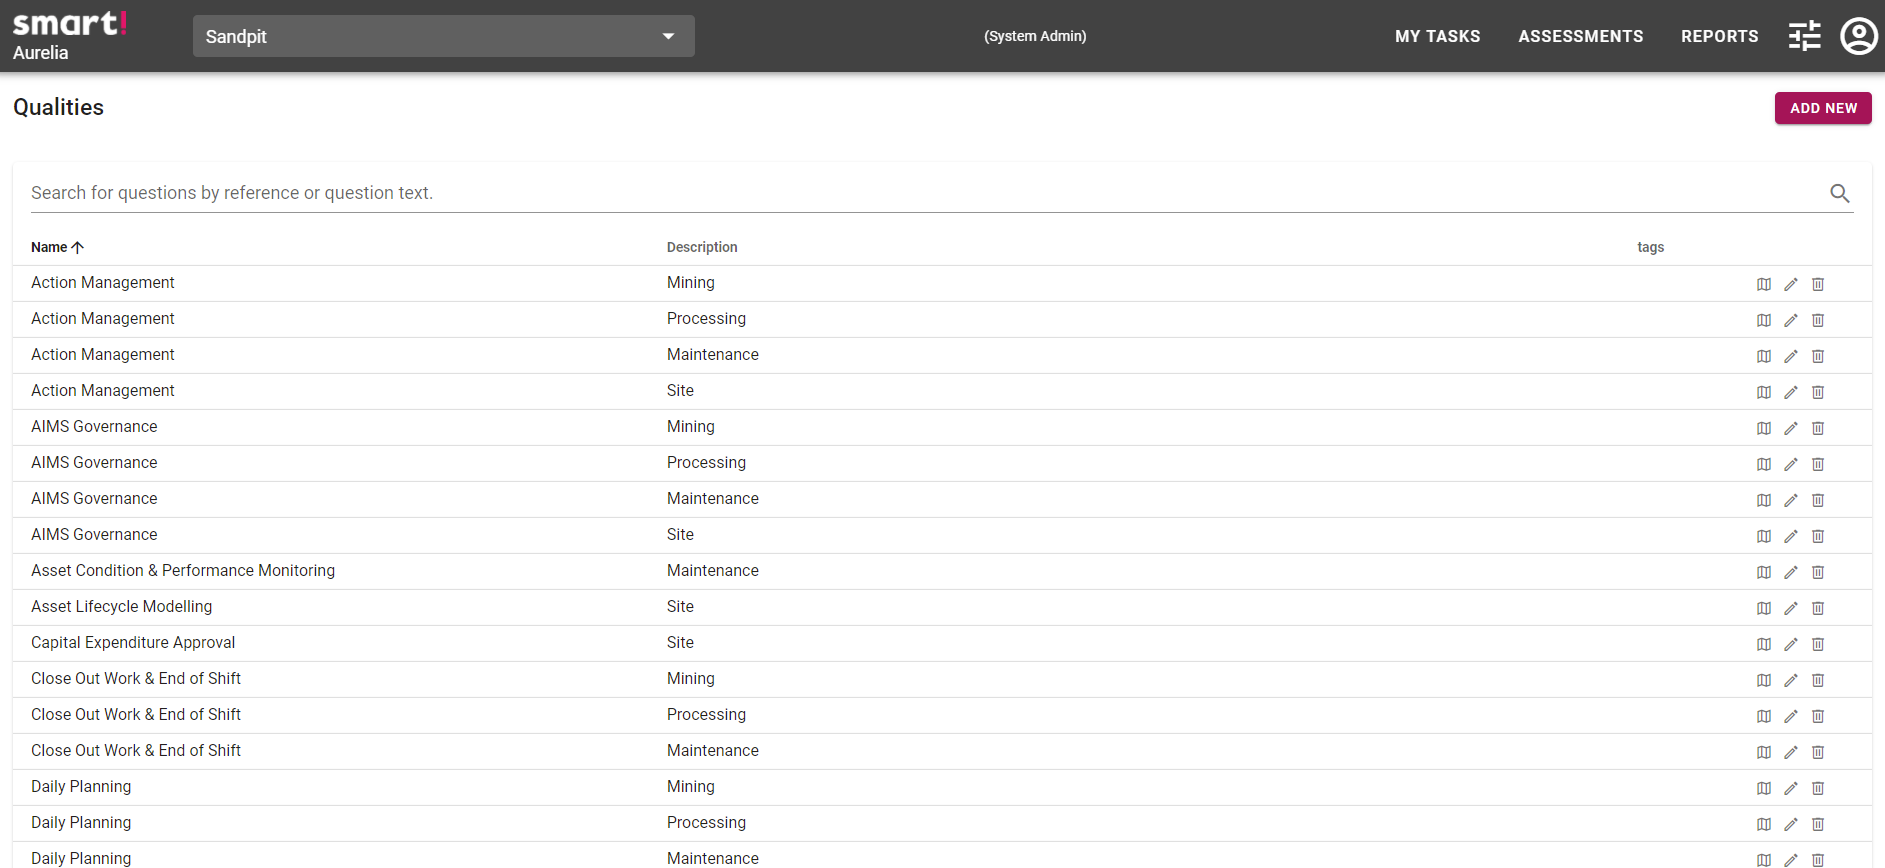 smart!
Aurelia
Sandpit
(System Admin)
MY TASKS
ASSESSMENTS
REPORTS
Qualities
ADD NEW
Search for questions by reference or question text.
Name Description tags
Action Management Mining
Action Management Processing
Action Management Maintenance
Action Management Site
AIMS Governance Mining
AIMS Governance Processing
AIMS Governance Maintenance
AIMS Governance Site
Asset Condition & Performance Monitoring Maintenance
Asset Lifecycle Modelling Site
Capital Expenditure Approval Site
Close Out Work & End of Shift Mining
Close Out Work & End of Shift Processing
Close Out Work & End of Shift Maintenance
Daily Planning Mining
Daily Planning Processing
Daily Planning Maintenance